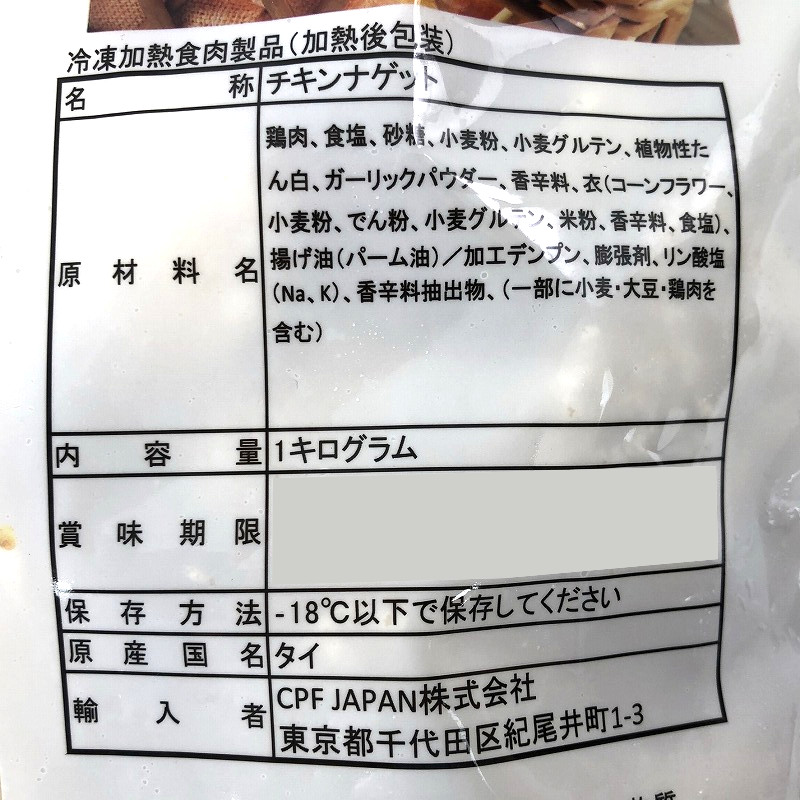 冷凍加熱食肉製品(加熱後包装)
名称 チキンナゲット
原材料名 鶏肉、食塩、砂糖、小麦粉、小麦グルテン、植物性た
ん白、ガーリックパウダー、香辛料、衣(コーンフラワー、
小麦粉、でん粉、小麦グルテン、米粉、香辛料、食塩)、
揚げ油(パーム油)/加工デンプン、膨張剤、リン酸塩
(Na、K)、香辛料抽出物、(一部に小麦・大豆・鶏肉を
含む)
内容量 1キログラム
賞味期限
保存方法 -18℃以下で保存してください
原産国名 タイ
輸入者 CPF JAPAN株式会社
東京都千代田区紀尾井町1-3